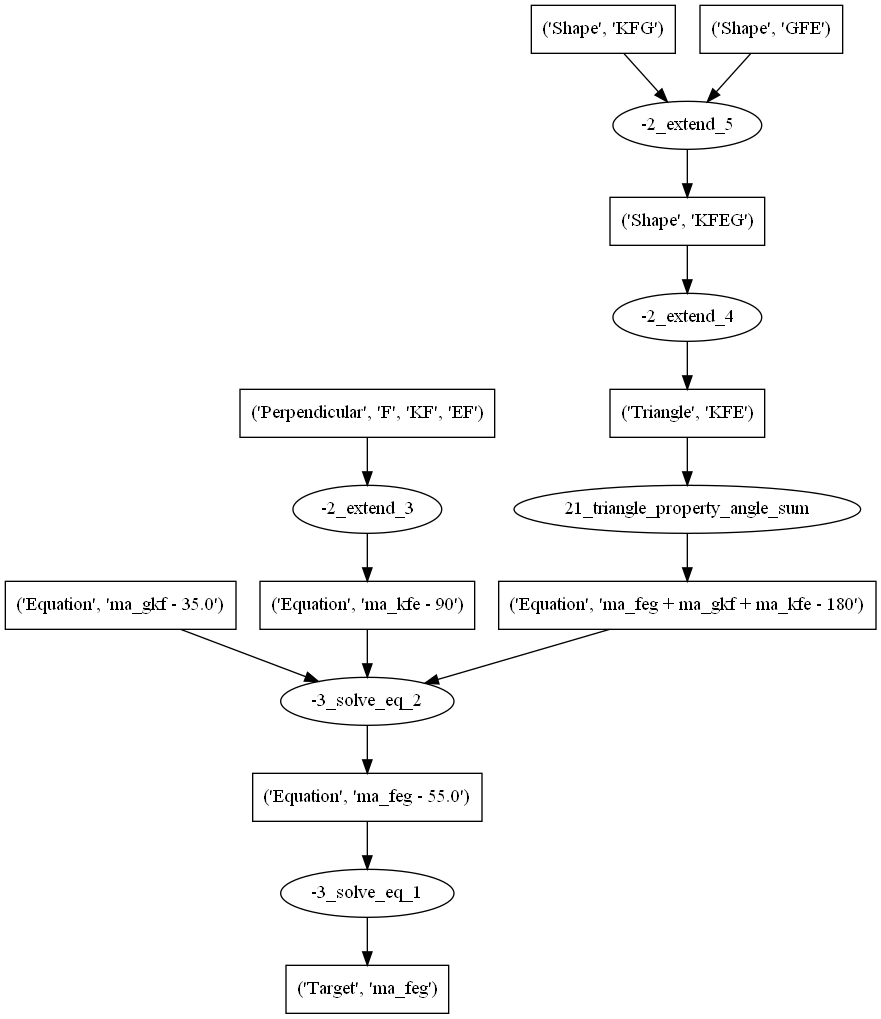 ('Shape', 'KFG')
('Shape', 'GFE')
-2_extend_5
('Shape', 'KFEG')
-2_extend_4
('Perpendicular', 'F', 'KF', 'EF')
('Triangle', 'KFE')
-2_extend_3
21_triangle_property_angle_sum
('Equation', 'ma_gkf - 35.0')
('Equation', 'ma_kfe - 90')
('Equation', 'ma_feg + ma_gkf + ma_kfe - 180')
-3_solve_eq_2
('Equation', 'ma_feg - 55.0')
-3_solve_eq_1
('Target', 'ma_feg')